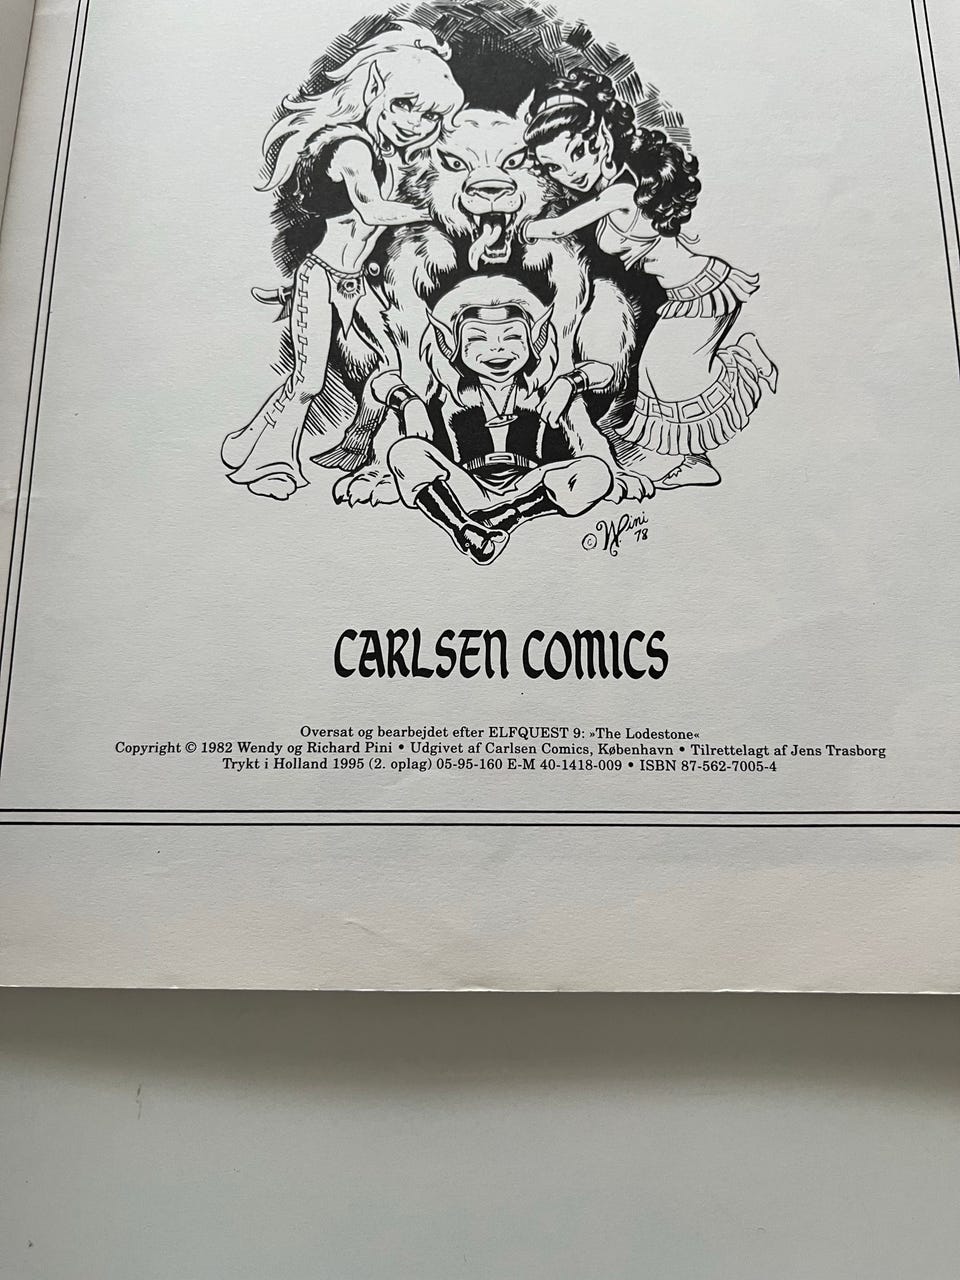 © WPini
78
CARLSEN COMICS
Oversat og bearbejdet efter ELFQUEST 9: »The Lodestone«
Copyright © 1982 Wendy og Richard Pini • Udgivet af Carlsen Comics, København • Tilrettelagt af Jens Trasborg
Trykt i Holland 1995 (2. oplag) 05-95-160 E-M 40-1418-009 • ISBN 87-562-7005-4